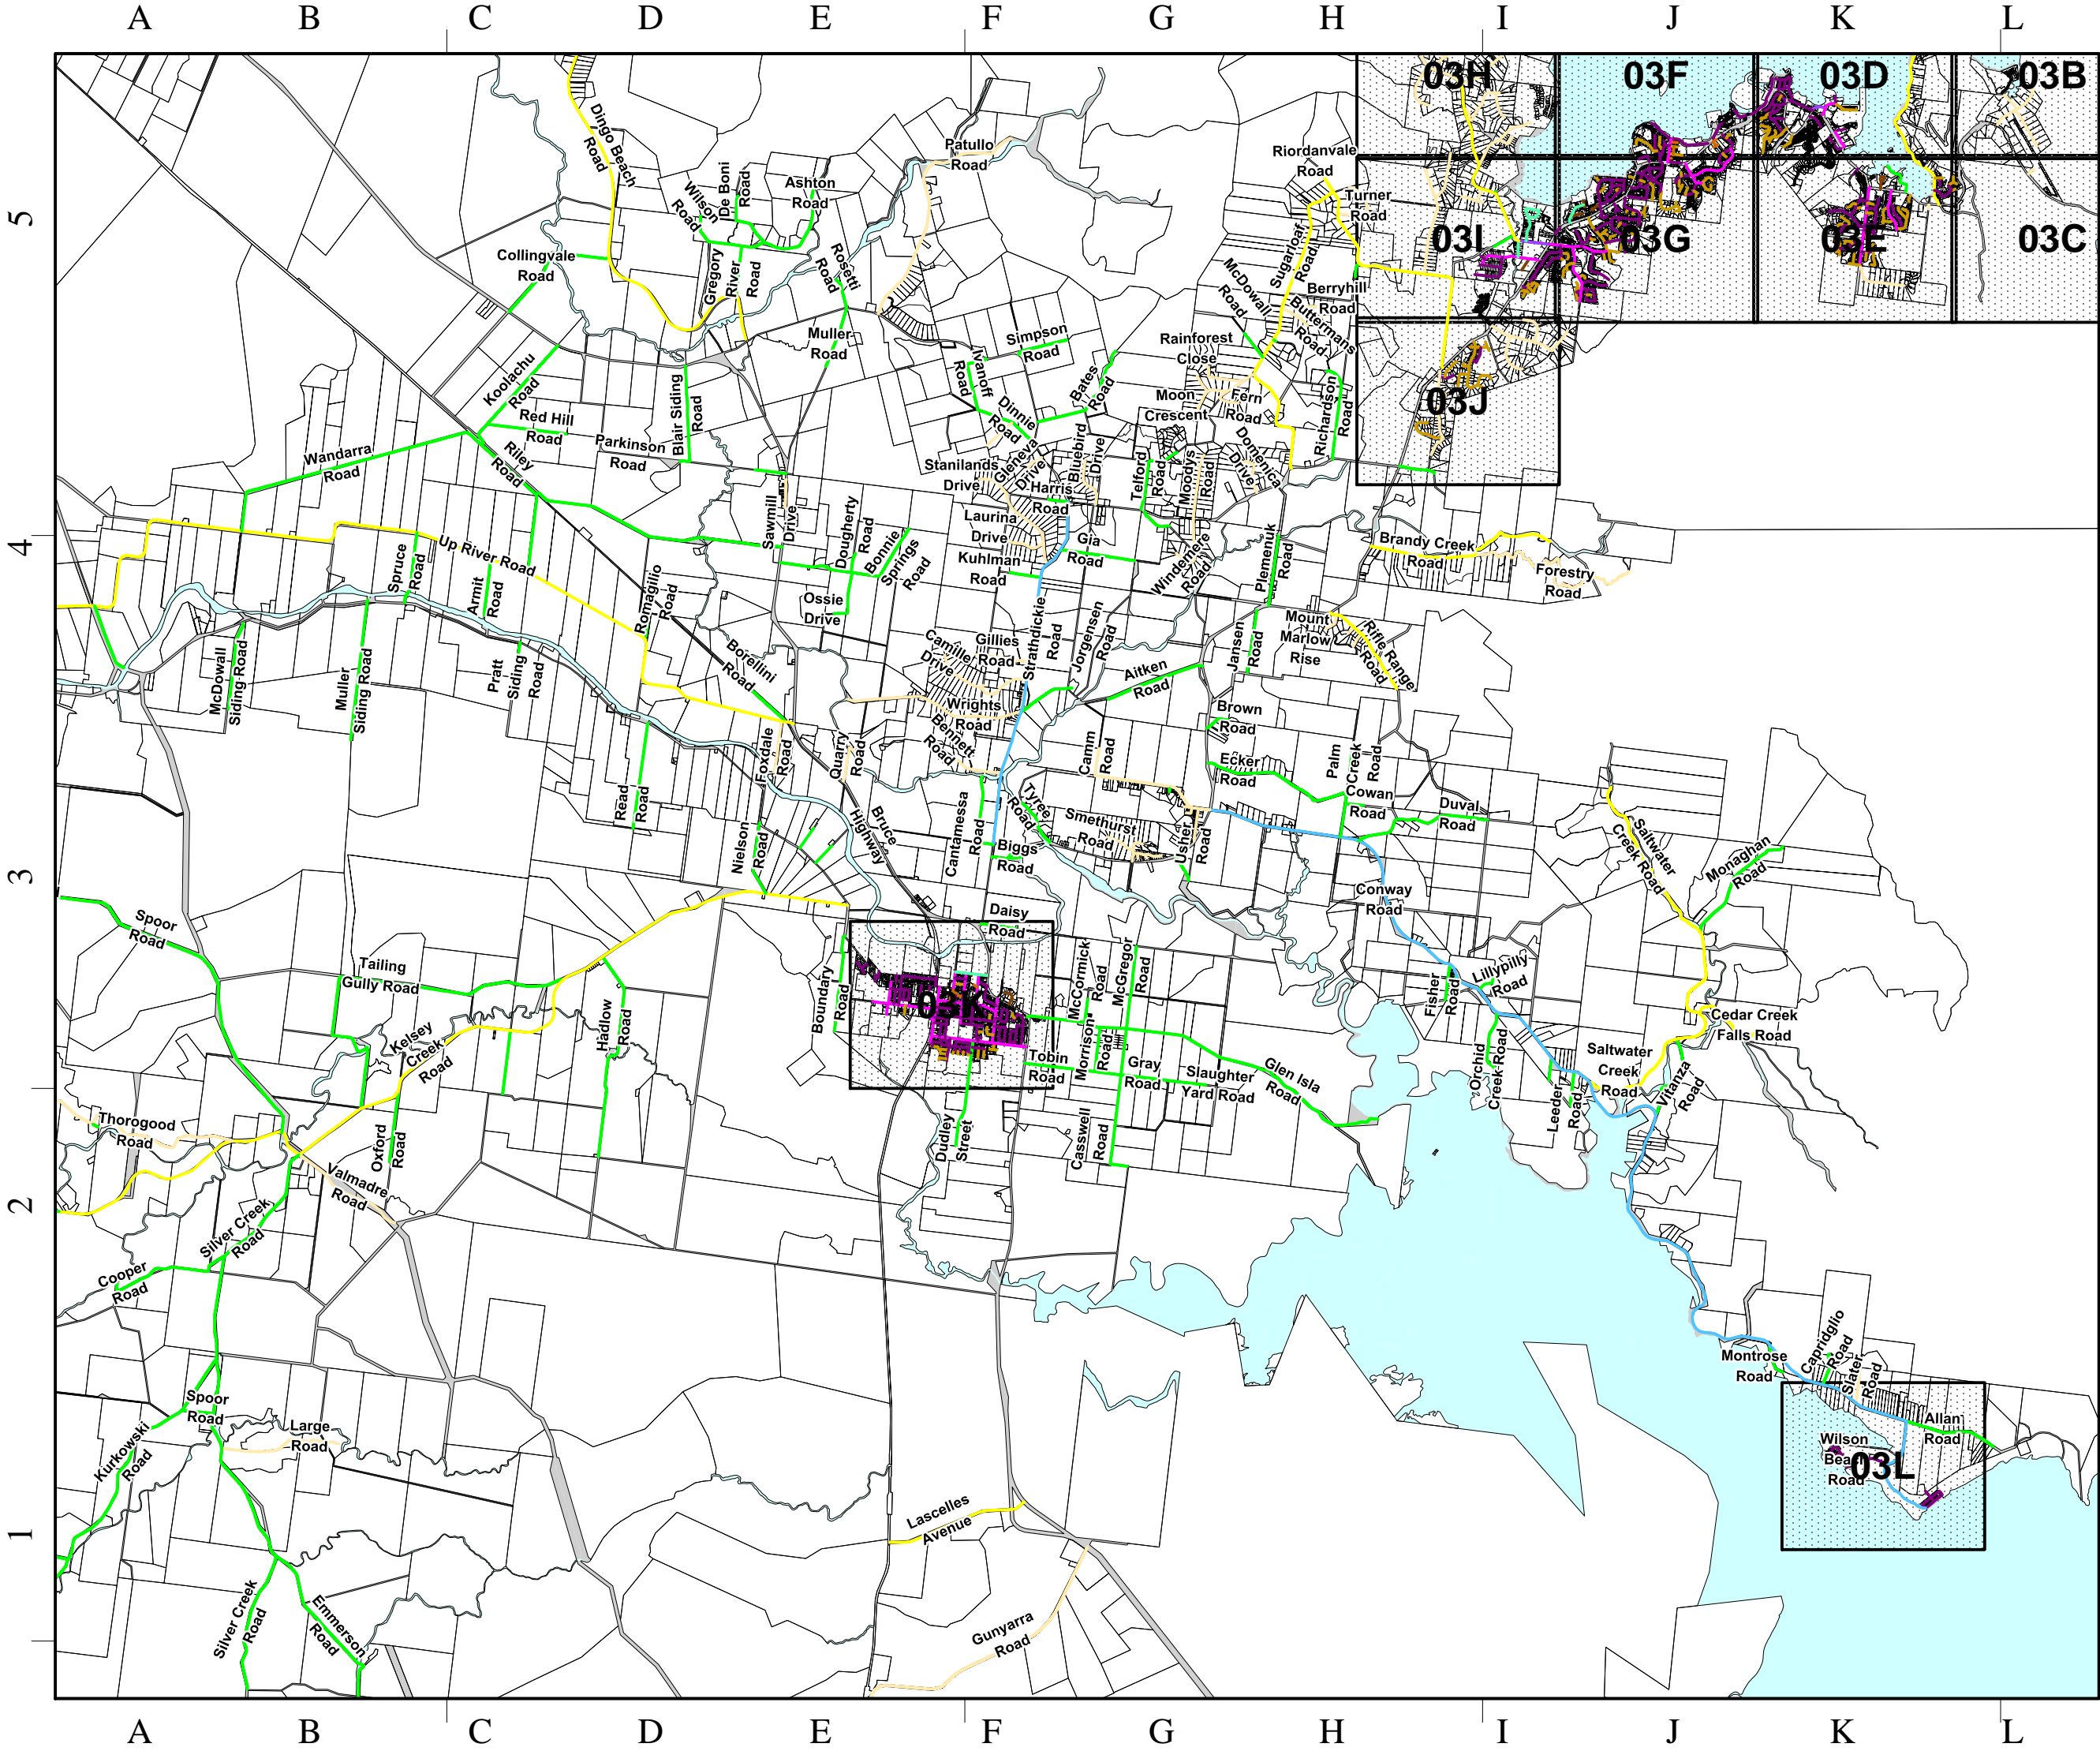 A B C D E F G H I J K L
03H
03F
03D
03B
Dingo Beach
Road
Patullo
Road
Riordanvale
Road
Wilson
Road
De Boni
Road
Ashton
Road
Turner
Road
5
5
Collingvale
Road
Gregory
River
Road
Rosetti
Road
McDowall
Road
Sugarloaf
Road
03I
03G
03E
03C
Berryhill
Road
Buttermans
Road
Muller
Road
Simpson
Road
Rainforest
Close
Koolachu
Road
Ivanoff
Road
Bates
Road
Moon
Crescent
Fern
Road
03J
Red Hill
Road
Blair Siding
Road
Dinnie
Road
Richardson
Road
Wandarra
Road
Riley
Road
Parkinson
Road
Stanilands
Drive
Geneva
Drive
Bluebird
Drive
Telford
Road
Moodys
Road
Domenica
Drive
Harris
Road
Sawmill
Drive
Dougherty
Road
Bonnie
Springs
Road
Laurina
Drive
4
4
Up River Road
Spruce
Road
Armit
Road
Kuhlman
Road
Gia
Road
Windermere
Road
Plemenuk
Road
Brandy Creek
Road
Forestry
Road
Romagilio
Road
Ossie
Drive
McDowall
Siding Road
Muller
Siding Road
Pratt
Siding
Road
Borellini
Road
Camille
Drive
Gillies
Road
Strathdickie
Road
Jorgensen
Road
Aitken
Road
Jansen
Road
Mount
Marlow
Rise
Rifle Range
Road
Wrights
Road
Bennett
Road
Brown
Road
Foxdale
Road
Quarry
Road
Camm
Road
Ecker
Road
Palm
Creek
Road
Read
Road
Cowan
Road
Duval
Road
Nielson
Road
Bruce
Highway
Cantamessa
Road
Tyree
Road
Smethurst
Road
Usher
Road
Saltwater
Creek Road
Monaghan
Road
Biggs
Road
3
3
Conway
Road
Spoor
Road
Daisy
Road
Tailing
Gully Road
Boundary
Road
McCormick
Road
McGregor
Road
Fisher
Road
Lillypilly
Road
03K
Kelsey
Creek
Road
Hadlow
Road
Cedar Creek
Falls Road
Tobin
Road
Morrison
Road
Gray
Road
Slaughter
Yard Road
Glen Isla
Road
Orchid
Creek Road
Saltwater
Creek
Road
Leeder
Road
Vitanza
Road
Thorogood
Road
Oxford
Road
Dudley
Street
Casswell
Road
Valmadre
Road
2
2
Silver Creek
Road
Cooper
Road
Montrose
Road
Capridglio
Road
Slater
Road
Spoor
Road
Large
Road
Kurkowski
Road
Allan
Road
Wilson
Beach
Road
03L
Lascelles
Avenue
1
1
Silver Creek
Road
Emmerson
Road
Gunyarra
Road
A B C D E F G H I J K L